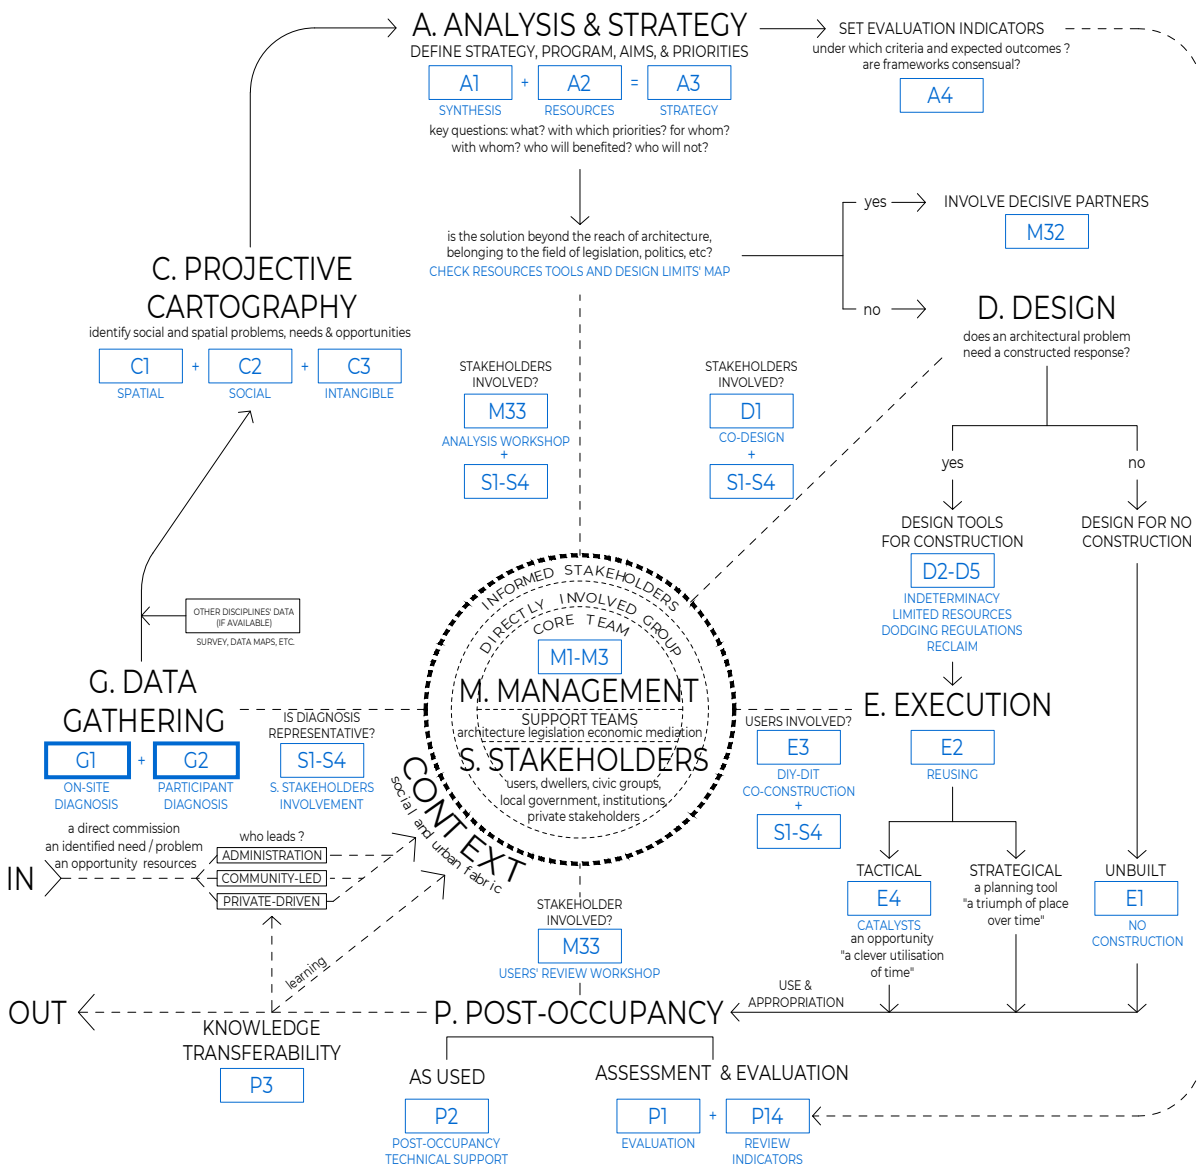 A. ANALYSIS & STRATEGY
DEFINE STRATEGY, PROGRAM, AIMS, & PRIORITIES
A1 + A2 = A3
SYNTHESIS RESOURCES STRATEGY
key questions: what? with which priorities? for whom?
with whom? who will benefited? who will not?
SET EVALUATION INDICATORS
under which criteria and expected outcomes ?
are frameworks consensual?
A4
is the solution beyond the reach of architecture,
belonging to the field of legislation, politics, etc?
CHECK RESOURCES TOOLS AND DESIGN LIMITS' MAP
yes
INVOLVE DECISIVE PARTNERS
M32
no
C. PROJECTIVE
CARTOGRAPHY
identify social and spatial problems, needs & opportunities
C1 + C2 + C3
SPATIAL SOCIAL INTANGIBLE
D. DESIGN
does an architectural problem
need a constructed response?
STAKEHOLDERS
INVOLVED?
M33
ANALYSIS WORKSHOP
+
S1-S4
STAKEHOLDERS
INVOLVED?
D1
CO-DESIGN
+
S1-S4
yes
no
DESIGN TOOLS
FOR CONSTRUCTION
D2-D5
INDETERMINACY
LIMITED RESOURCES
DODGING REGULATIONS
RECLAIM
DESIGN FOR NO
CONSTRUCTION
OTHER DISCIPLINES' DATA
(IF AVAILABLE)
SURVEY, DATA MAPS, ETC.
INFORMED STAKEHOLDERS
DIRECTLY INVOLVED GROUP
CORE TEAM
M1-M3
M. MANAGEMENT
SUPPORT TEAMS
architecture legislation economic mediation
S. STAKEHOLDERS
users, dwellers, civic groups,
local government, institutions,
private stakeholders
CONTEXT
social and urban fabric
G. DATA
GATHERING
G1 + G2
ON-SITE
DIAGNOSIS
PARTICIPANT
DIAGNOSIS
IS DIAGNOSIS
REPRESENTATIVE?
S1-S4
S. STAKEHOLDERS
INVOLVEMENT
USERS INVOLVED?
E3
DIY-DIT
CO-CONSTRUCTiON
+
S1-S4
E. EXECUTION
E2
REUSING
a direct commission
an identified need / problem
an opportunity resources
IN
who leads ?
ADMINISTRATION
COMMUNITY-LED
PRIVATE-DRIVEN
TACTICAL
E4
CATALYSTS
an opportunity
"a clever utilisation
of time"
STRATEGICAL
a planning tool
"a triumph of place
over time"
UNBUILT
E1
NO
CONSTRUCTION
STAKEHOLDER
INVOLVED?
M33
USERS' REVIEW WORKSHOP
learning
USE &
APPROPRIATION
OUT
P. POST-OCCUPANCY
KNOWLEDGE
TRANSFERABILITY
P3
AS USED
P2
POST-OCCUPANCY
TECHNICAL SUPPORT
ASSESSMENT & EVALUATION
P1 + P14
EVALUATION
REVIEW
INDICATORS